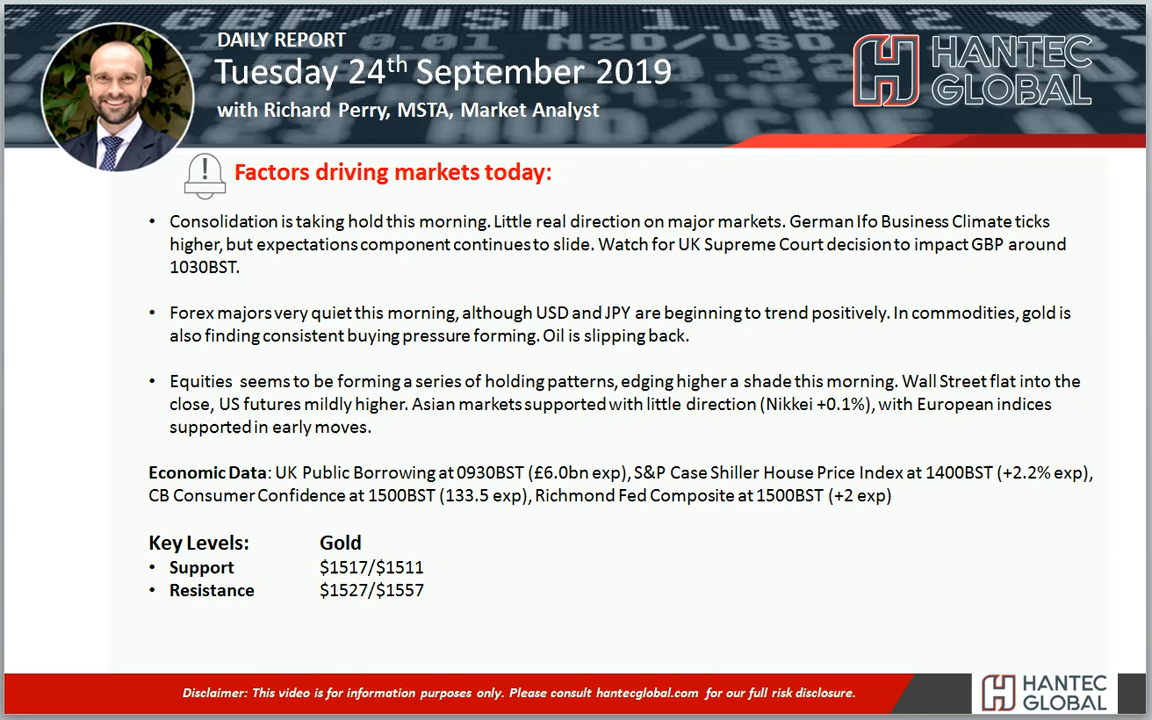 DAILY REPORT
Tuesday 24th September 2019
with Richard Perry, MSTA, Market Analyst
HANTEC
GLOBAL
Factors driving markets today:
• Consolidation is taking hold this morning. Little real direction on major markets. German Ifo Business Climate ticks
higher, but expectations component continues to slide. Watch for UK Supreme Court decision to impact GBP around
1030BST.
• Forex majors very quiet this morning, although USD and JPY are beginning to trend positively. In commodities, gold is
also finding consistent buying pressure forming. Oil is slipping back.
• Equities seems to be forming a series of holding patterns, edging higher a shade this morning. Wall Street flat into the
close, US futures mildly higher. Asian markets supported with little direction (Nikkei +0.1%), with European indices
supported in early moves.
Economic Data: UK Public Borrowing at 0930BST (£6.0bn exp), S&P Case Shiller House Price Index at 1400BST (+2.2% exp),
CB Consumer Confidence at 1500BST (133.5 exp), Richmond Fed Composite at 1500BST (+2 exp)
Key Levels: Gold
• Support $1517/$1511
• Resistance $1527/$1557
Disclaimer: This video is for information purposes only. Please consult hantecglobal.com for our full risk disclosure.
HANTEC
GLOBAL